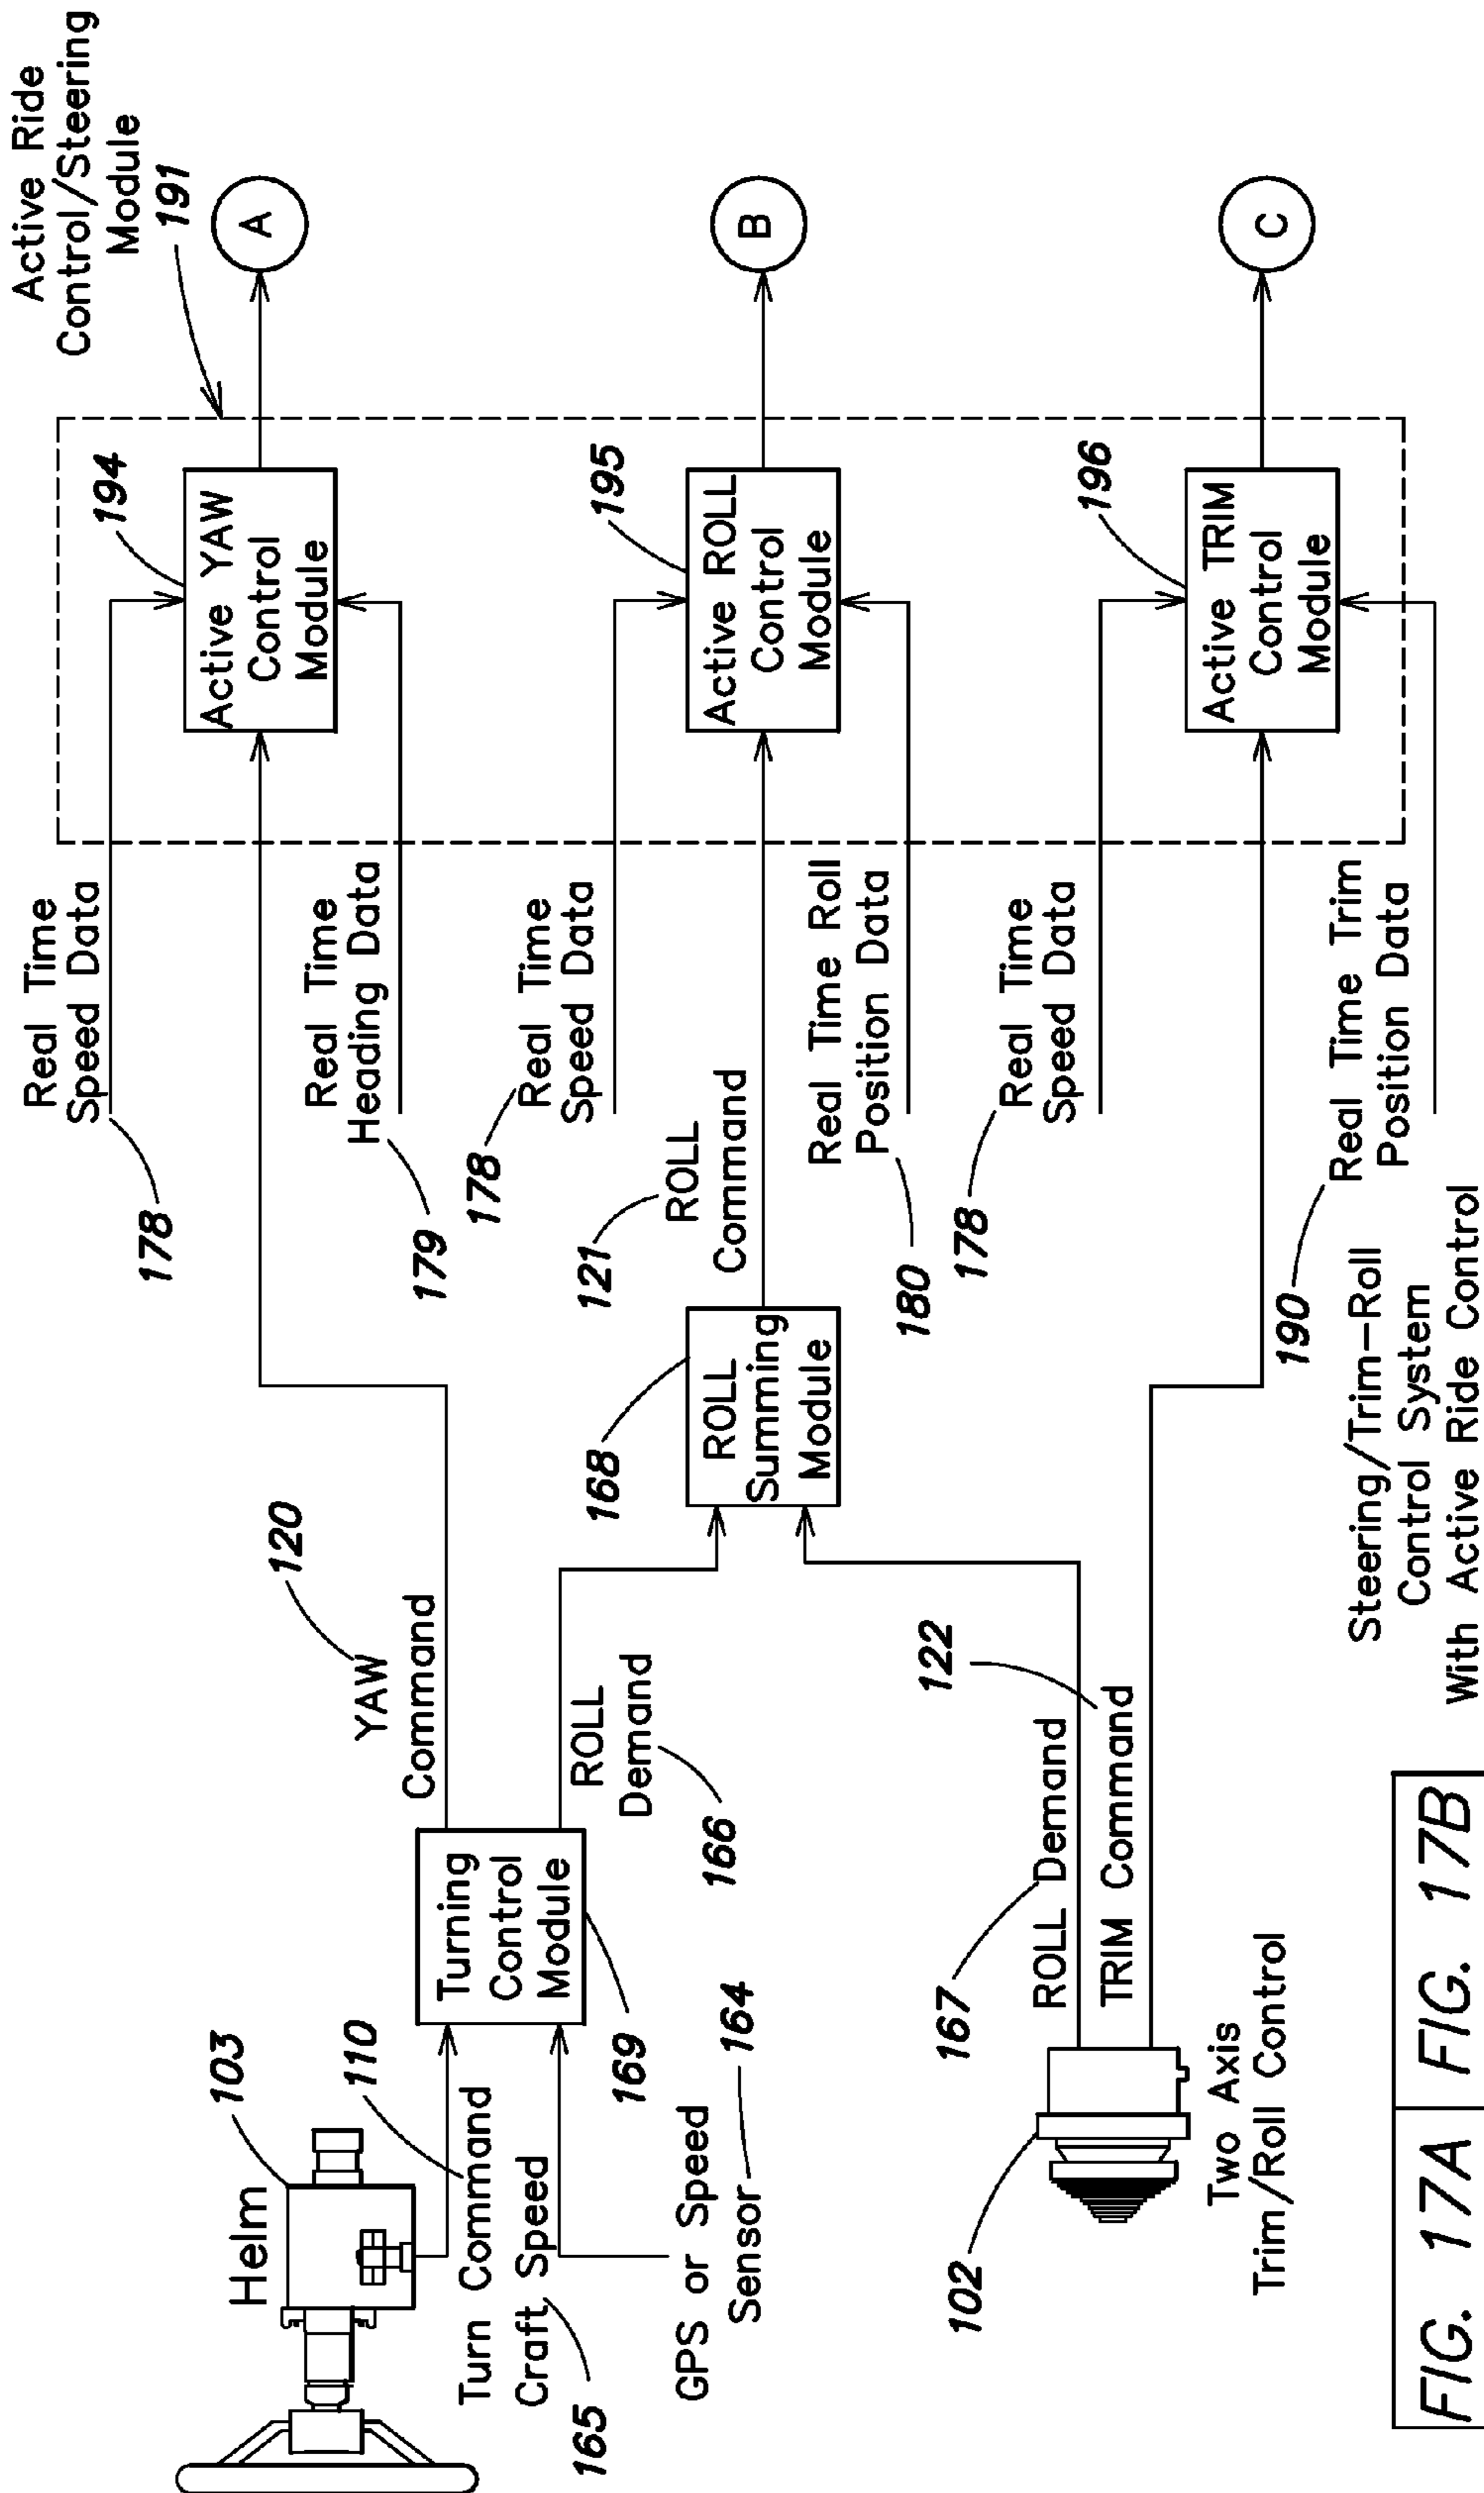 Active Ride
Control/Steering
Module
191
Real Time
Speed Data
178
194
Active YAW
Control
Module
A
Helm
103
110
YAW
Command
120
Real Time
Heading Data
179
Turn Command
Craft Speed
165
Turning
Control
Module
169
ROLL
Demand
166
GPS or Speed
Sensor
164
168
ROLL
Summing
Module
121
ROLL
Command
178
Real Time
Speed Data
195
Active ROLL
Control
Module
B
Real Time Roll
Position Data
180
102
Two Axis
Trim/Roll Control
167
ROLL Demand
TRIM Command
122
178
Real Time
Speed Data
196
Active TRIM
Control
Module
C
190
Real Time Trim
Position Data
Steering/Trim-Roll
Control System
With Active Ride Control
FIG. 17A
FIG. 17B